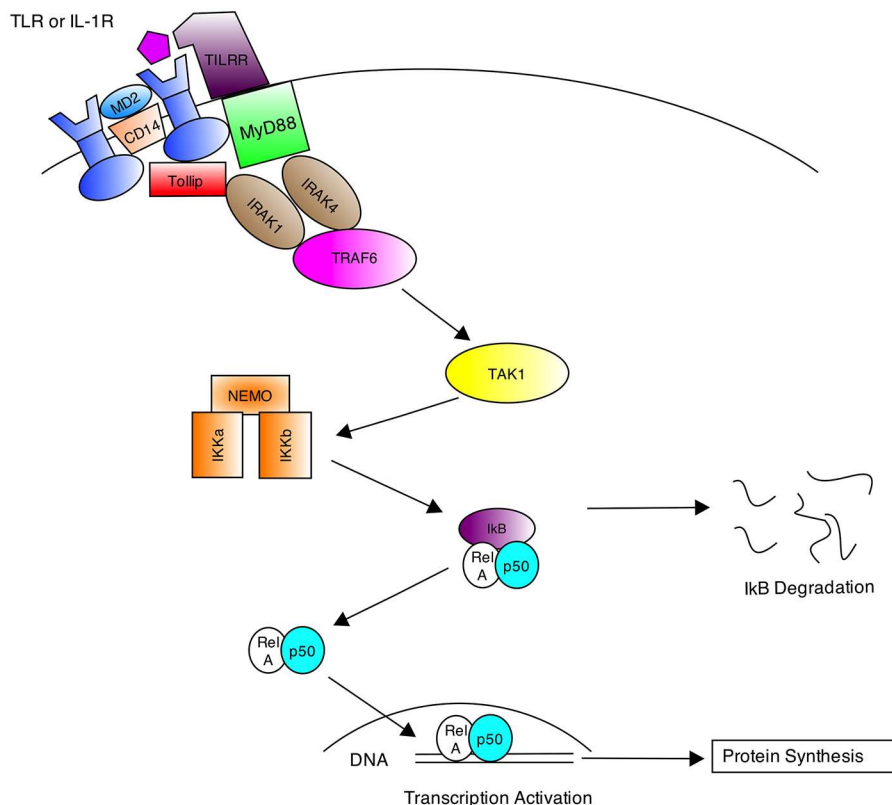 TLR or IL-1R
TILRR
MD2
CD14
MyD88
Tollip
IRAK1
IRAK4
TRAF6
TAK1
NEMO
IKKa
IKKb
IkB
Rel
A
p50
IkB Degradation
Rel
A
p50
Rel
A
p50
DNA
Protein Synthesis
Transcription Activation